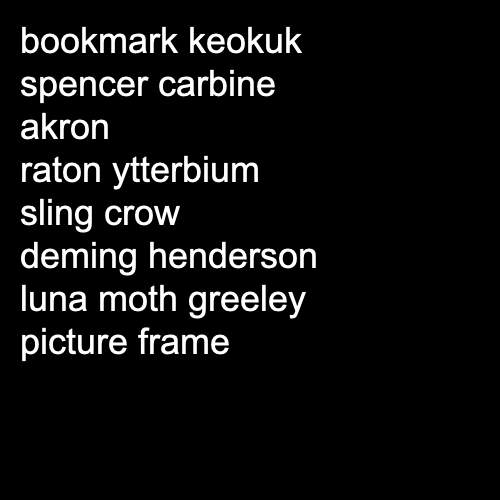 bookmark keokuk
spencer carbine
akron
raton ytterbium
sling crow
deming henderson
luna moth greeley
picture frame